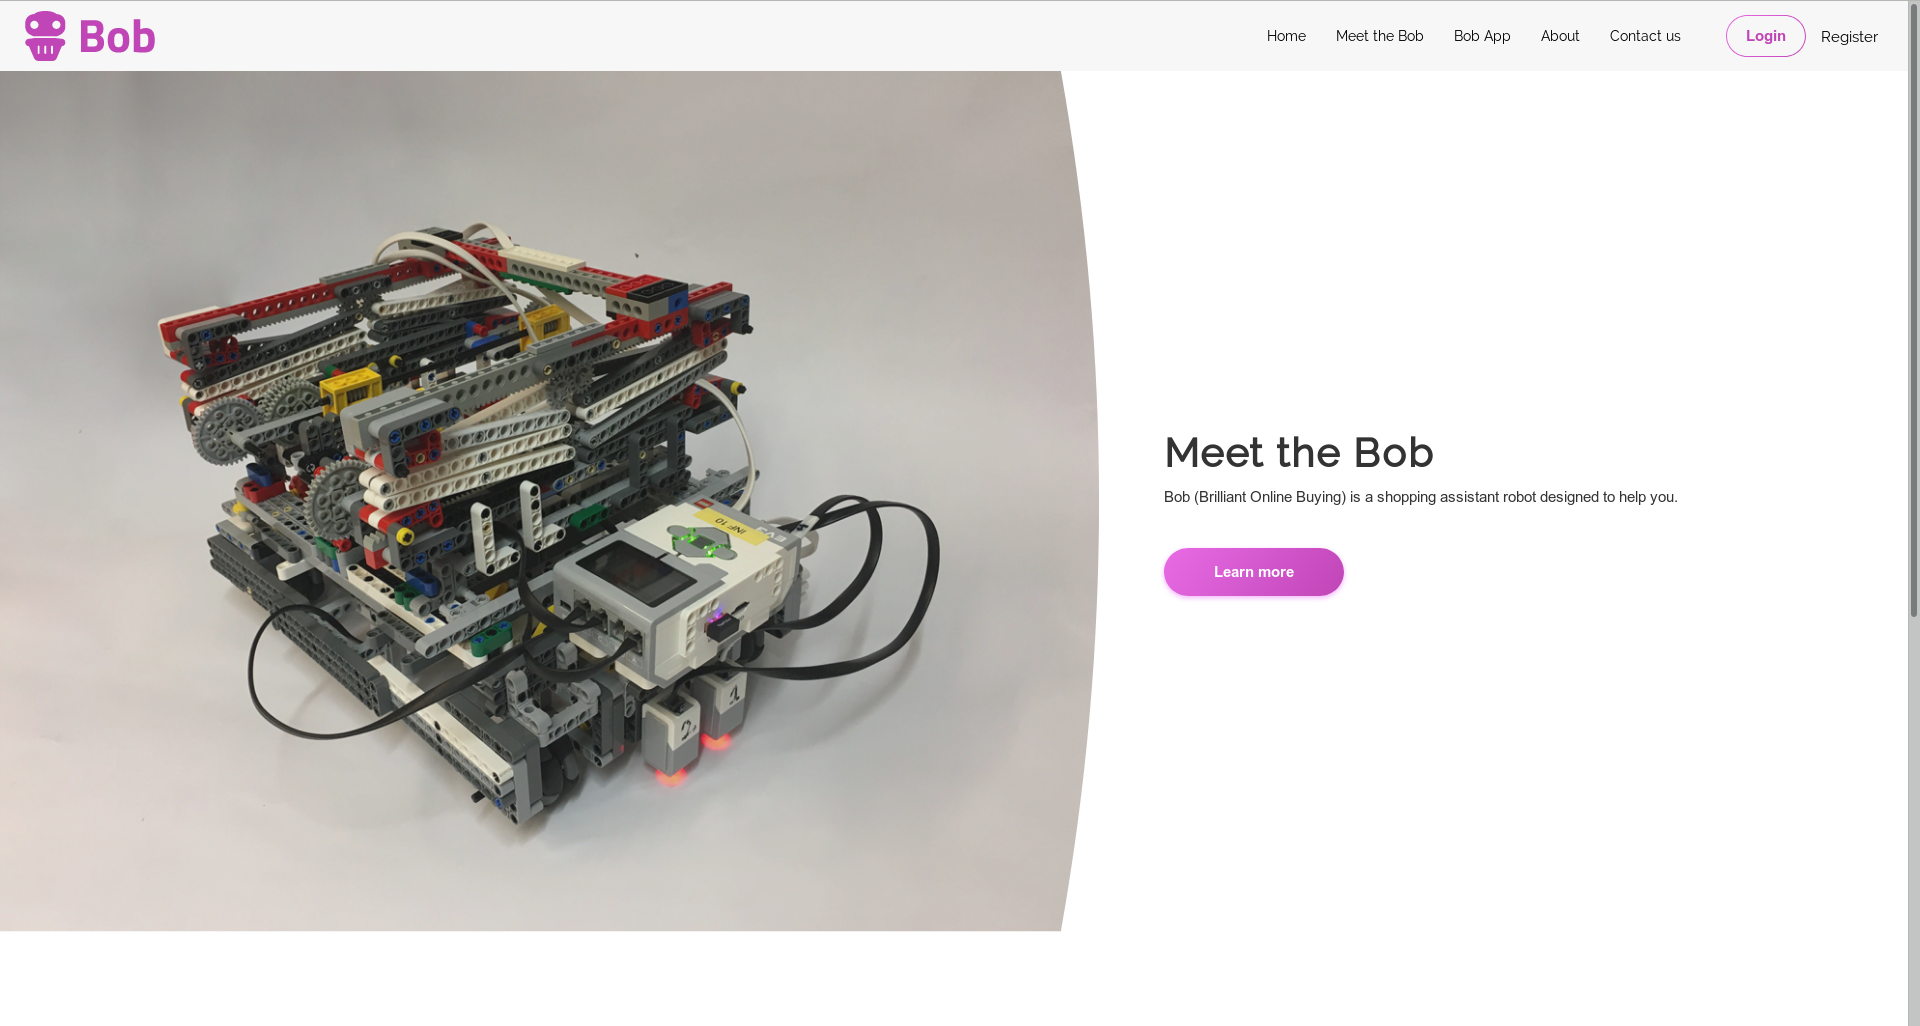 Bob
Home
Meet the Bob
Bob App
About
Contact us
Login
Register
INF 10
2
1
Meet the Bob
Bob (Brilliant Online Buying) is a shopping assistant robot designed to help you.
Learn more